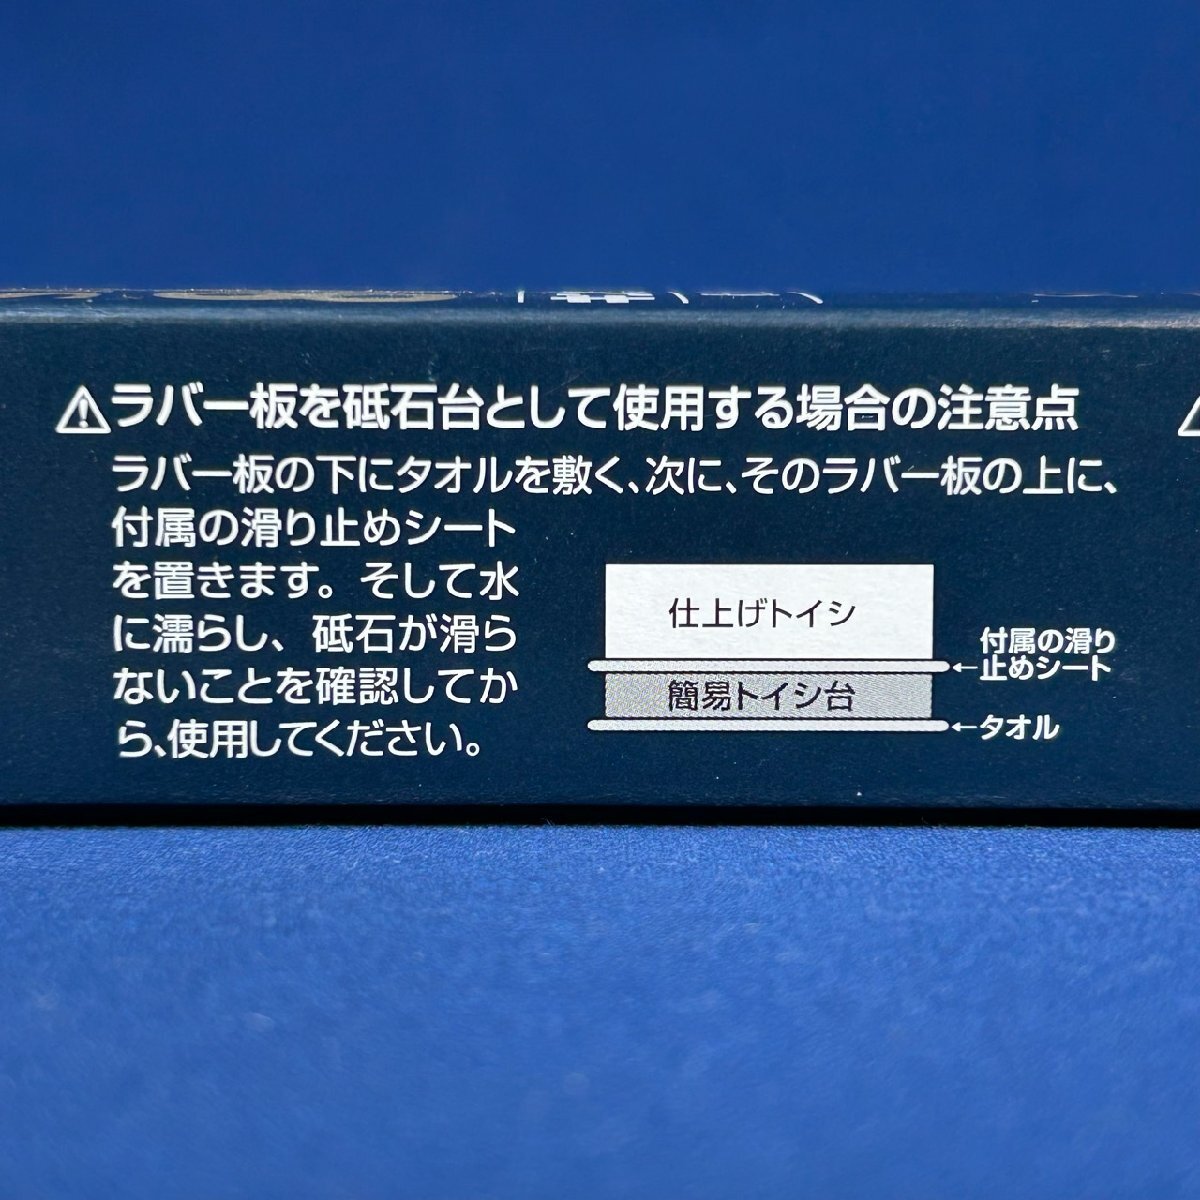 ⚠ラバー板を砥石台として使用する場合の注意点
ラバー板の下にタオルを敷く、次に、そのラバー板の上に、
付属の滑り止めシート
を置きます。そして水
に濡らし、砥石が滑ら
ないことを確認してか
ら、使用してください。
仕上げトイシ
付属の滑り
←止めシート
簡易トイシ台
←タオル